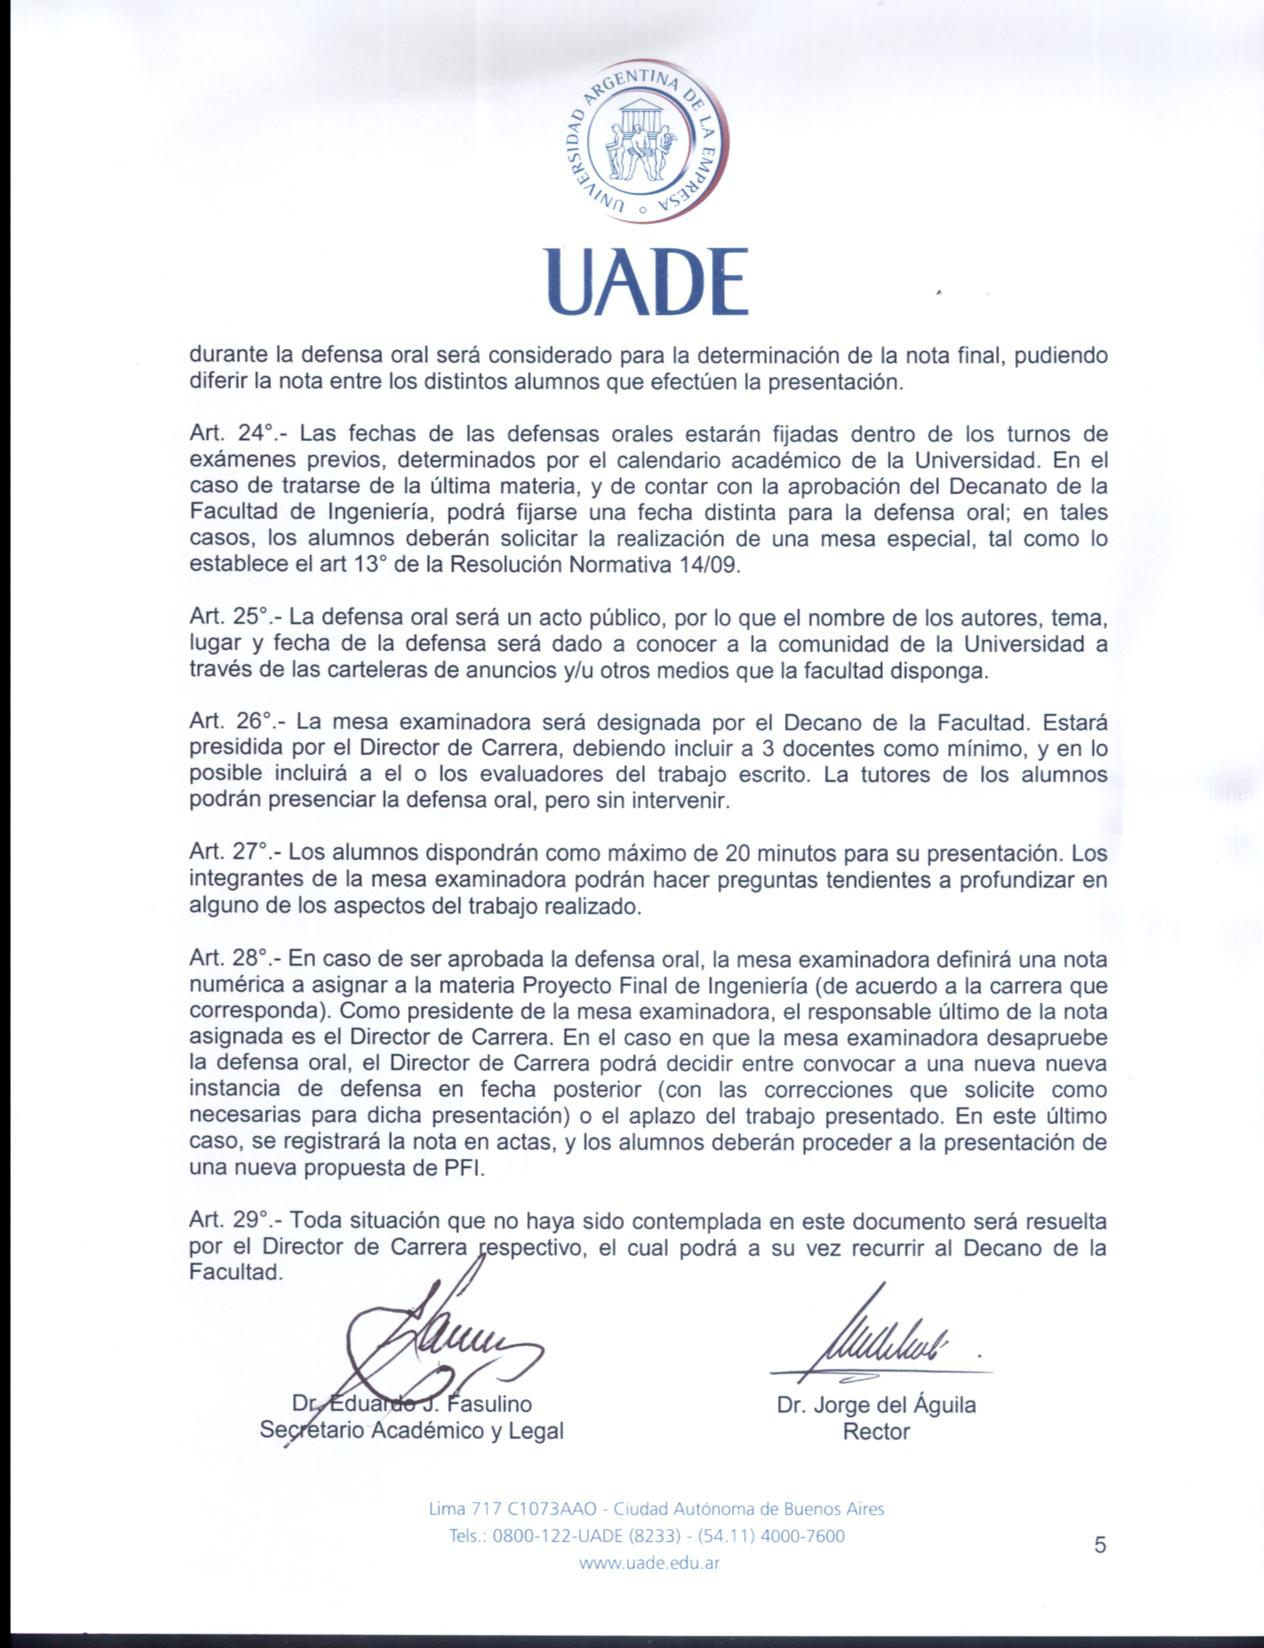 UNIVERSIDAD ARGENTINA DE LA EMPRESA
UADE
durante la defensa oral será considerado para la determinación de la nota final, pudiendo
diferir la nota entre los distintos alumnos que efectúen la presentación.
Art. 24°.- Las fechas de las defensas orales estarán fijadas dentro de los turnos de
exámenes previos, determinados por el calendario académico de la Universidad. En el
caso de tratarse de la última materia, y de contar con la aprobación del Decanato de la
Facultad de Ingeniería, podrá fijarse una fecha distinta para la defensa oral; en tales
casos, los alumnos deberán solicitar la realización de una mesa especial, tal como lo
establece el art 13° de la Resolución Normativa 14/09.
Art. 25°.- La defensa oral será un acto público, por lo que el nombre de los autores, tema,
lugar y fecha de la defensa será dado a conocer a la comunidad de la Universidad a
través de las carteleras de anuncios y/u otros medios que la facultad disponga.
Art. 26°.- La mesa examinadora será designada por el Decano de la Facultad. Estará
presidida por el Director de Carrera, debiendo incluir a 3 docentes como mínimo, y en lo
posible incluirá a el o los evaluadores del trabajo escrito. La tutores de los alumnos
podrán presenciar la defensa oral, pero sin intervenir.
Art. 27°.- Los alumnos dispondrán como máximo de 20 minutos para su presentación. Los
integrantes de la mesa examinadora podrán hacer preguntas tendientes a profundizar en
alguno de los aspectos del trabajo realizado.
Art. 28°.- En caso de ser aprobada la defensa oral, la mesa examinadora definirá una nota
numérica a asignar a la materia Proyecto Final de Ingeniería (de acuerdo a la carrera que
corresponda). Como presidente de la mesa examinadora, el responsable último de la nota
asignada es el Director de Carrera. En el caso en que la mesa examinadora desapruebe
la defensa oral, el Director de Carrera podrá decidir entre convocar a una nueva nueva
instancia de defensa en fecha posterior (con las correcciones que solicite como
necesarias para dicha presentación) o el aplazo del trabajo presentado. En este último
caso, se registrará la nota en actas, y los alumnos deberán proceder a la presentación de
una nueva propuesta de PFI.
Art. 29°.- Toda situación que no haya sido contemplada en este documento será resuelta
por el Director de Carrera respectivo, el cual podrá a su vez recurrir al Decano de la
Facultad.
Dr. Eduardo J. Fasulino
Secretario Académico y Legal
Dr. Jorge del Águila
Rector
Lima 717 C1073AAO - Ciudad Autónoma de Buenos Aires
Tels.: 0800-122-UADE (8233) - (54.11) 4000-7600
www.uade.edu.ar
5